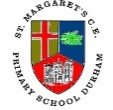 ST. MARGARET'S C.E.
PRIMARY SCHOOL DURHAM